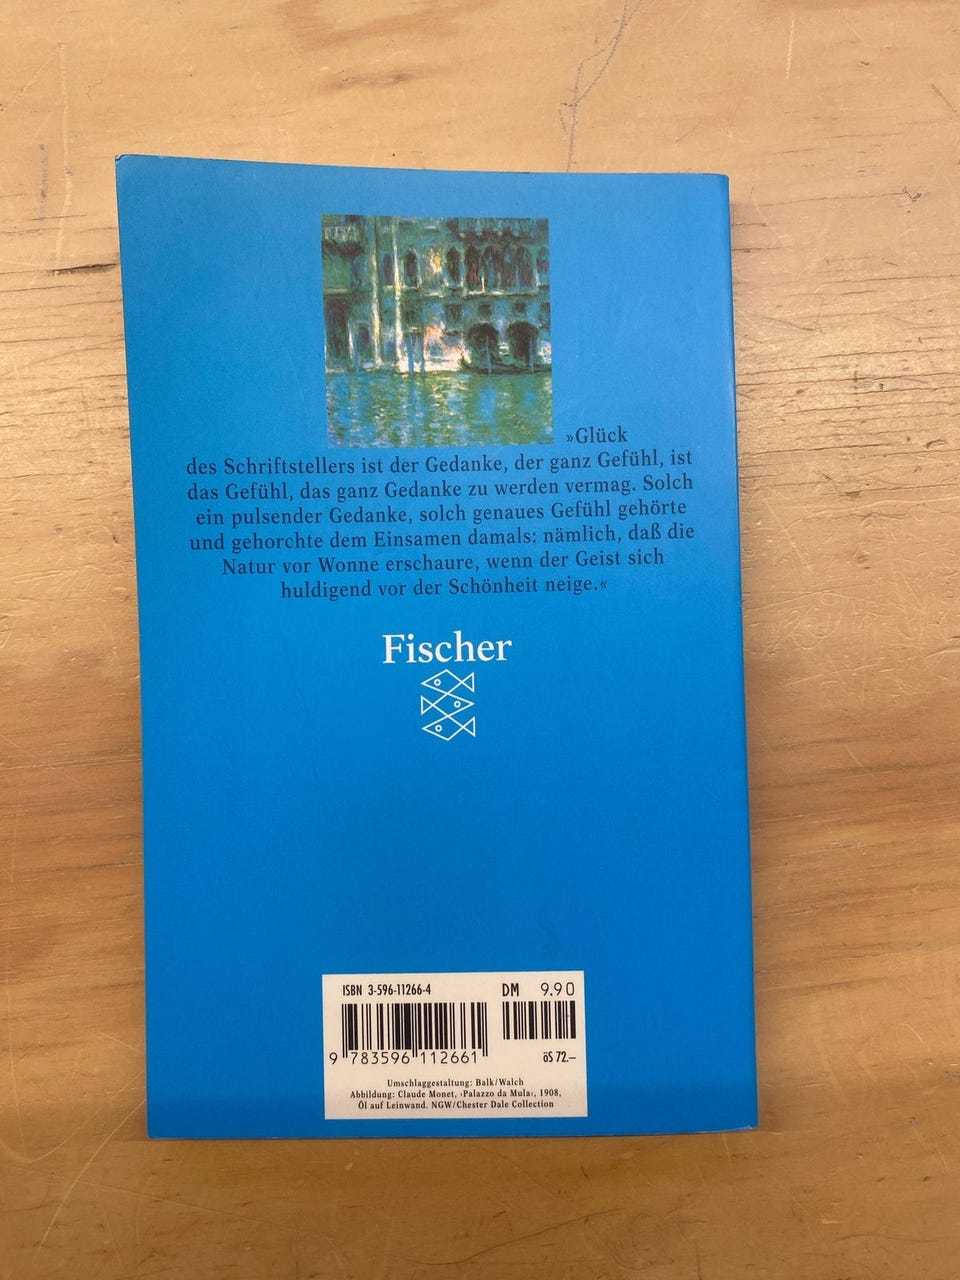 »Glück
des Schriftstellers ist der Gedanke, der ganz Gefühl, ist
das Gefühl, das ganz Gedanke zu werden vermag. Solch
ein pulsender Gedanke, solch genaues Gefühl gehörte
und gehorchte dem Einsamen damals: nämlich, daß die
Natur vor Wonne erschaure, wenn der Geist sich
huldigend vor der Schönheit neige.«
Fischer
ISBN 3-596-11266-4
DM 9.90
9 783596 112661
öS 72.–
Umschlaggestaltung: Balk/Walch
Abbildung: Claude Monet, ›Palazzo da Mula‹, 1908,
Öl auf Leinwand. NGW/Chester Dale Collection